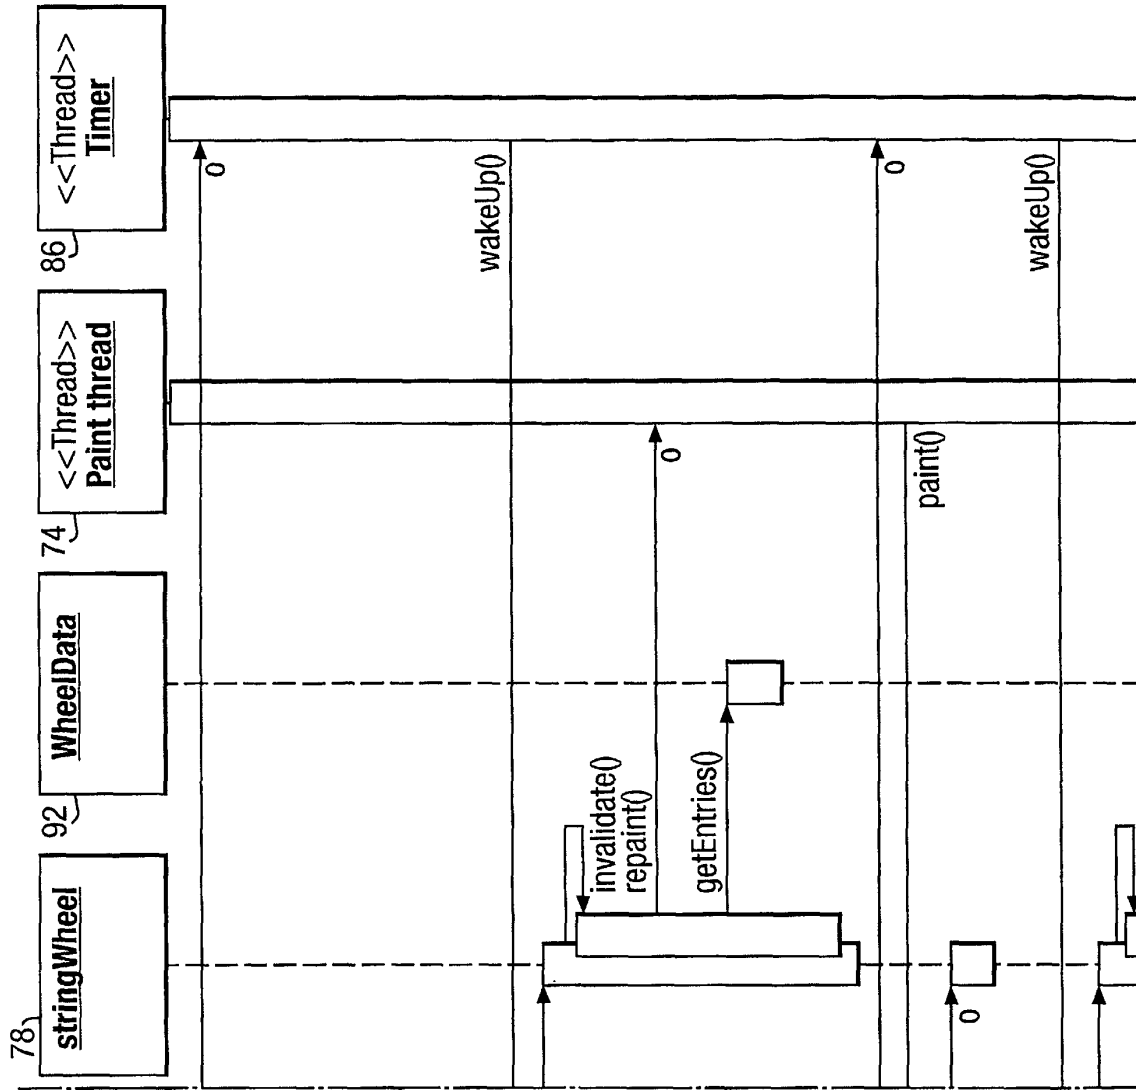 78
stringWheel
92
WheelData
74
<<Thread>>
Paint thread
86
<<Thread>>
Timer
0
wakeUp()
invalidate()
repaint()
0
getEntries()
0
paint()
0
wakeUp()